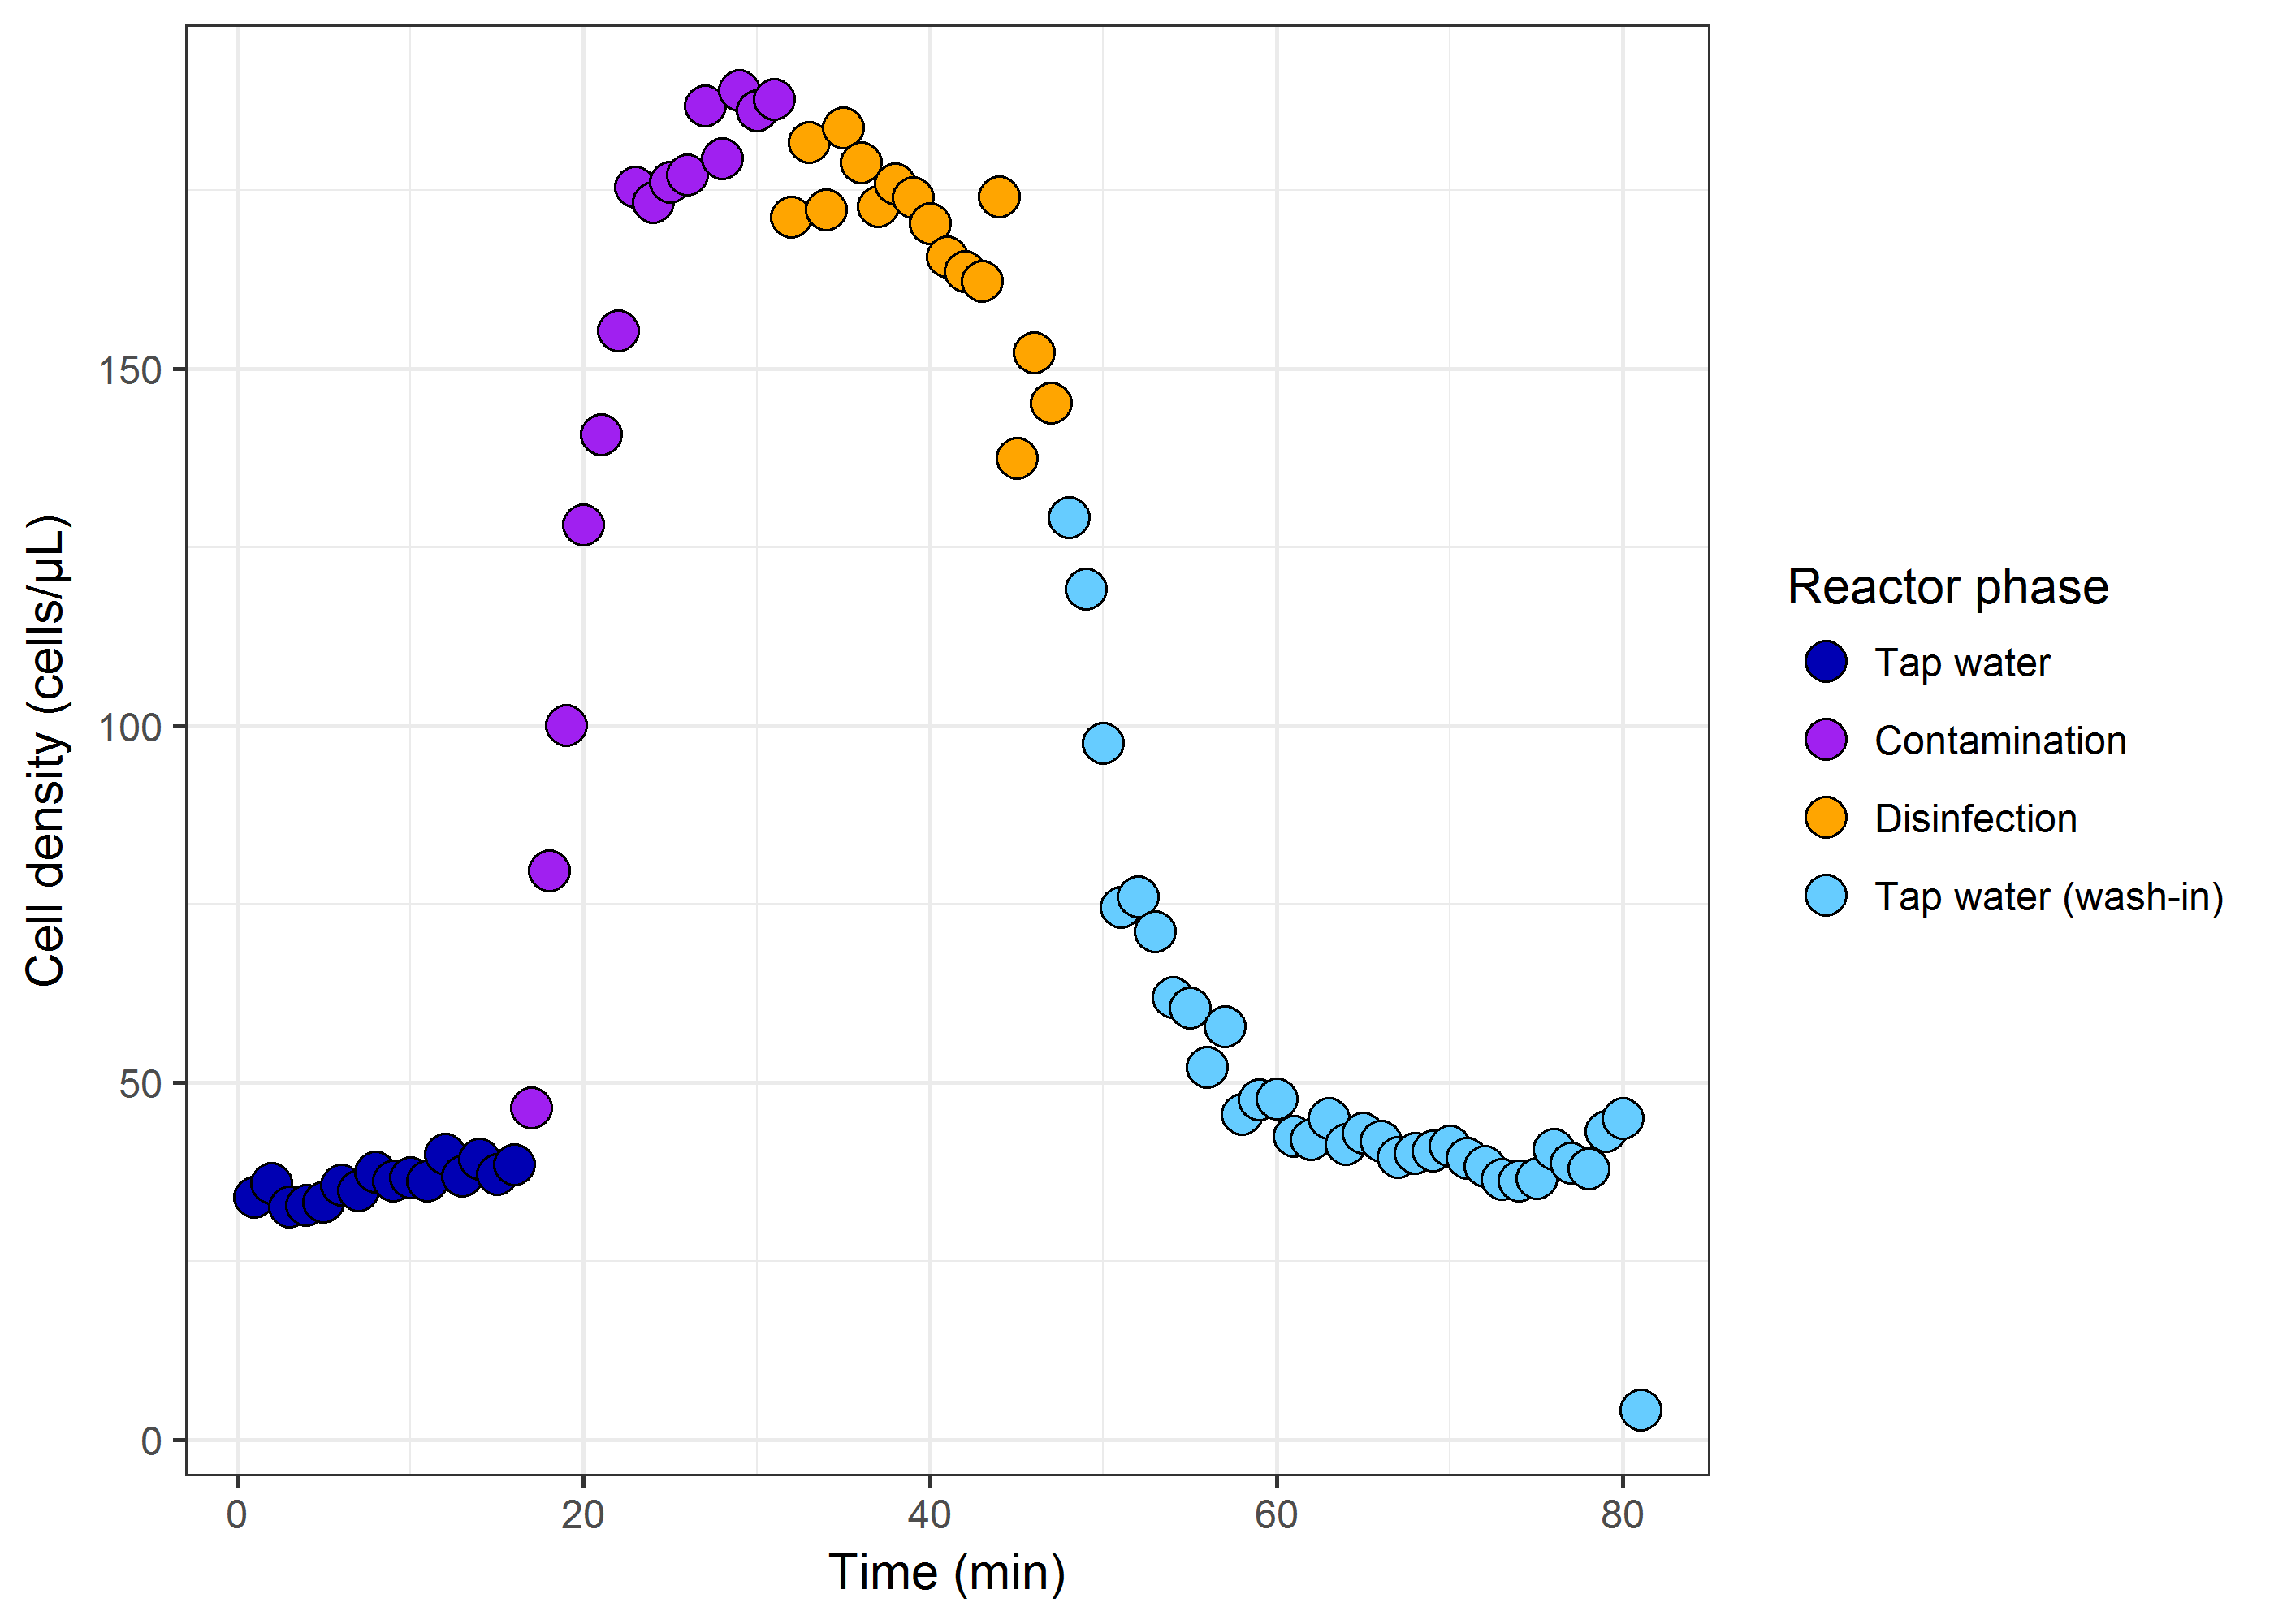 Cell density (cells/µL)
150
100
50
0
0 20 40 60 80
Time (min)
Reactor phase
Tap water
Contamination
Disinfection
Tap water (wash-in)